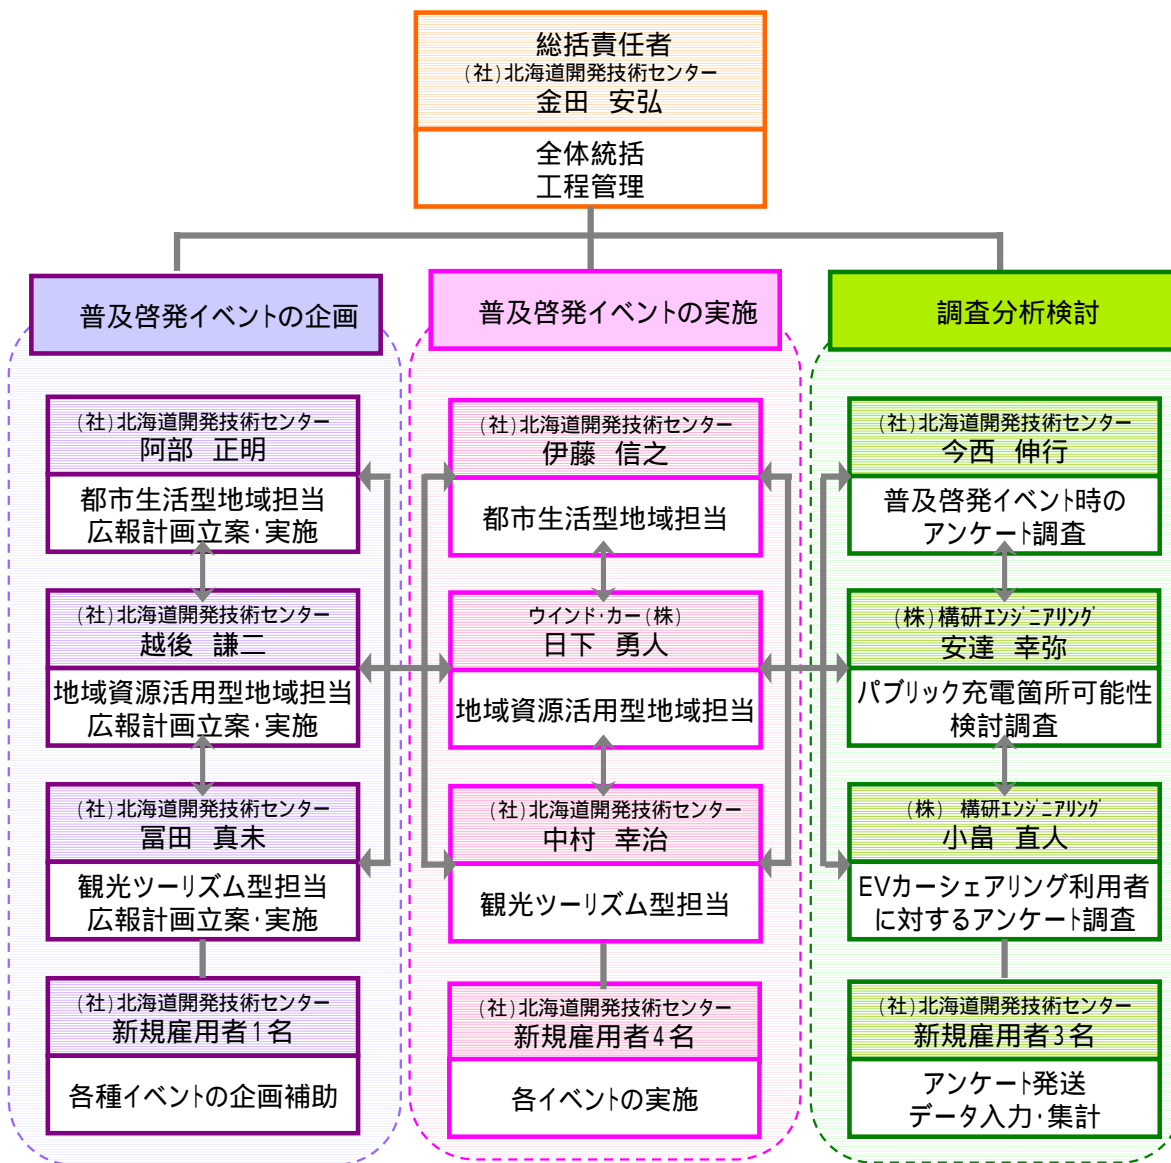 総括責任者
(社)北海道開発技術センター
金田 安弘
全体統括
工程管理
普及啓発イベントの企画
(社)北海道開発技術センター
阿部 正明
都市生活型地域担当
広報計画立案･実施
(社)北海道開発技術センター
越後 謙二
地域資源活用型地域担当
広報計画立案･実施
(社)北海道開発技術センター
冨田 真未
観光ツーリズム型担当
広報計画立案･実施
(社)北海道開発技術センター
新規雇用者1名
各種イベントの企画補助
普及啓発イベントの実施
(社)北海道開発技術センター
伊藤 信之
都市生活型地域担当
ウインド･カー(株)
日下 勇人
地域資源活用型地域担当
(社)北海道開発技術センター
中村 幸治
観光ツーリズム型担当
(社)北海道開発技術センター
新規雇用者4名
各イベントの実施
調査分析検討
(社)北海道開発技術センター
今西 伸行
普及啓発イベント時の
アンケート調査
(株)構研エンジニアリング
安達 幸弥
パブリック充電箇所可能性
検討調査
(株) 構研エンジニアリング
小畠 直人
EVカーシェアリング利用者
に対するアンケート調査
(社)北海道開発技術センター
新規雇用者3名
アンケート発送
データ入力･集計